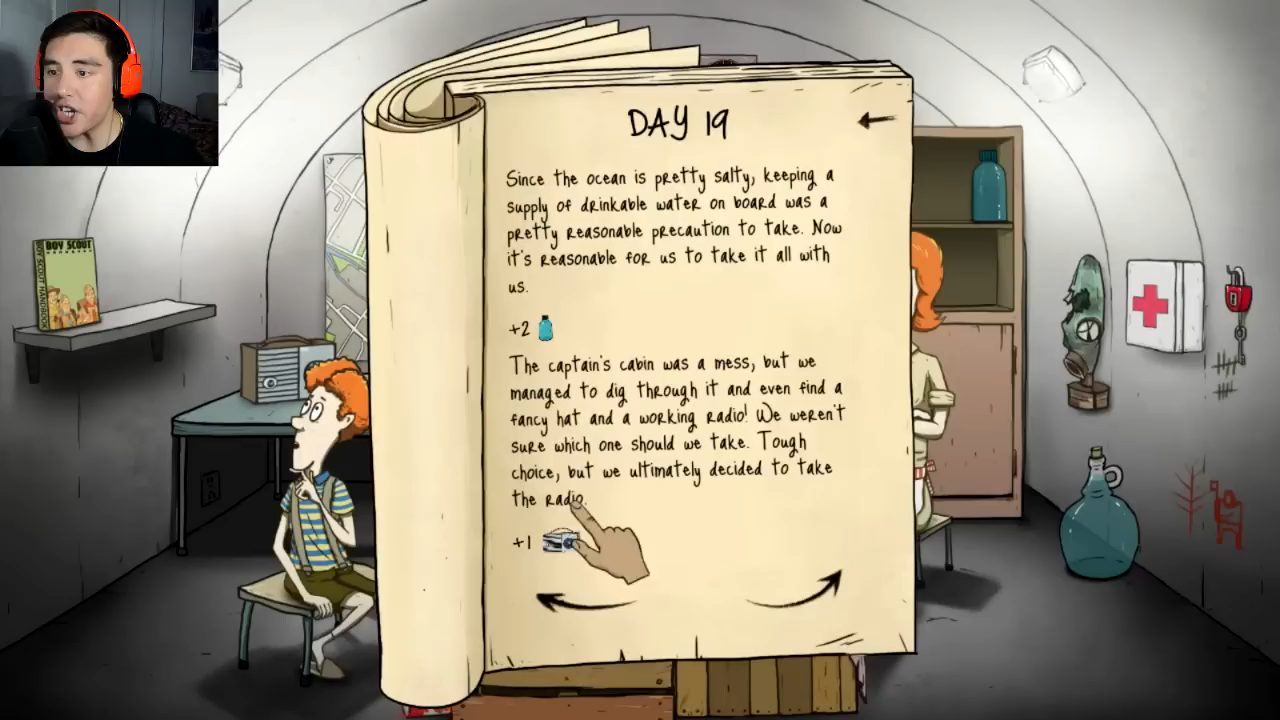 DAY 19
Since the ocean is pretty salty, keeping a
supply of drinkable water on board was a
pretty reasonable precaution to take. Now
it's reasonable for us to take it all with
us.
+2
The captain's cabin was a mess, but we
managed to dig through it and even find a
fancy hat and a working radio! We weren't
sure which one should we take. Tough
choice, but we ultimately decided to take
the radio.
+1
BOY SCOUT
BOY SCOUT HANDBOOK